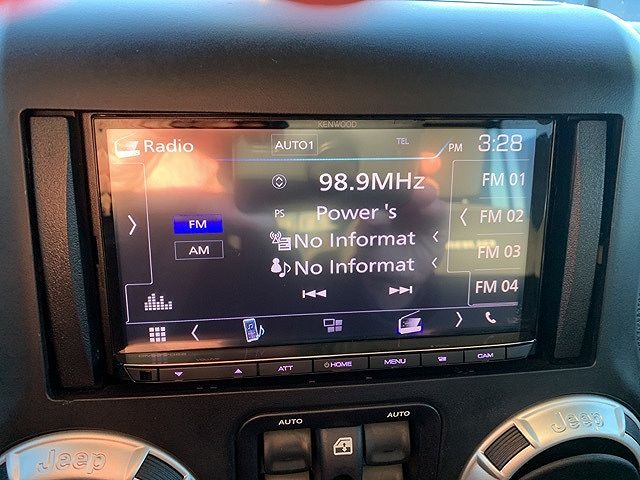 KENWOOD
Radio AUTO1 TEL PM 3:28
98.9MHz FM 01
PS Power 's FM 02
FM No Informat FM 03
AM No Informat FM 04
ATT HOME MENU CAM
AUTO AUTO
Jeep Jeep